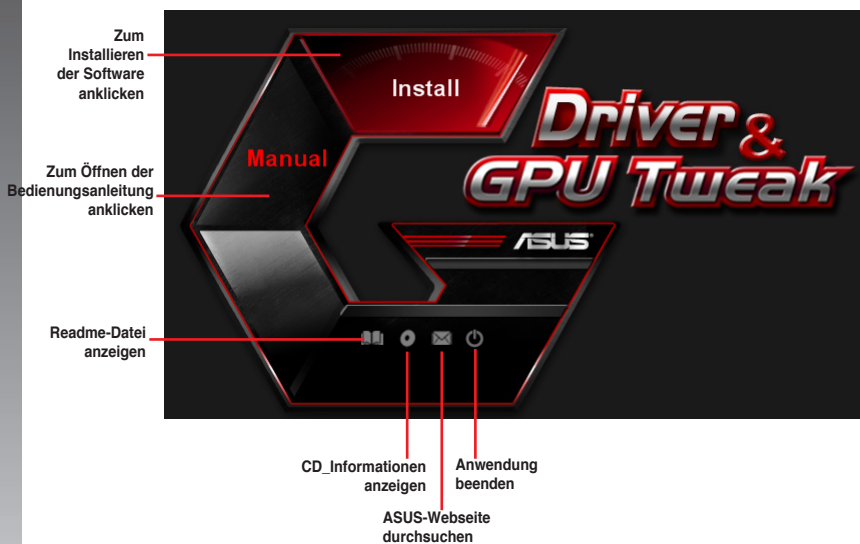 Zum
Installieren
der Software
anklicken
Install
Driver &
GPU Tweak
Manual
Zum Öffnen der
Bedienungsanleitung
anklicken
ASUS
Readme-Datei
anzeigen
CD_Informationen
anzeigen
Anwendung
beenden
ASUS-Webseite
durchsuchen